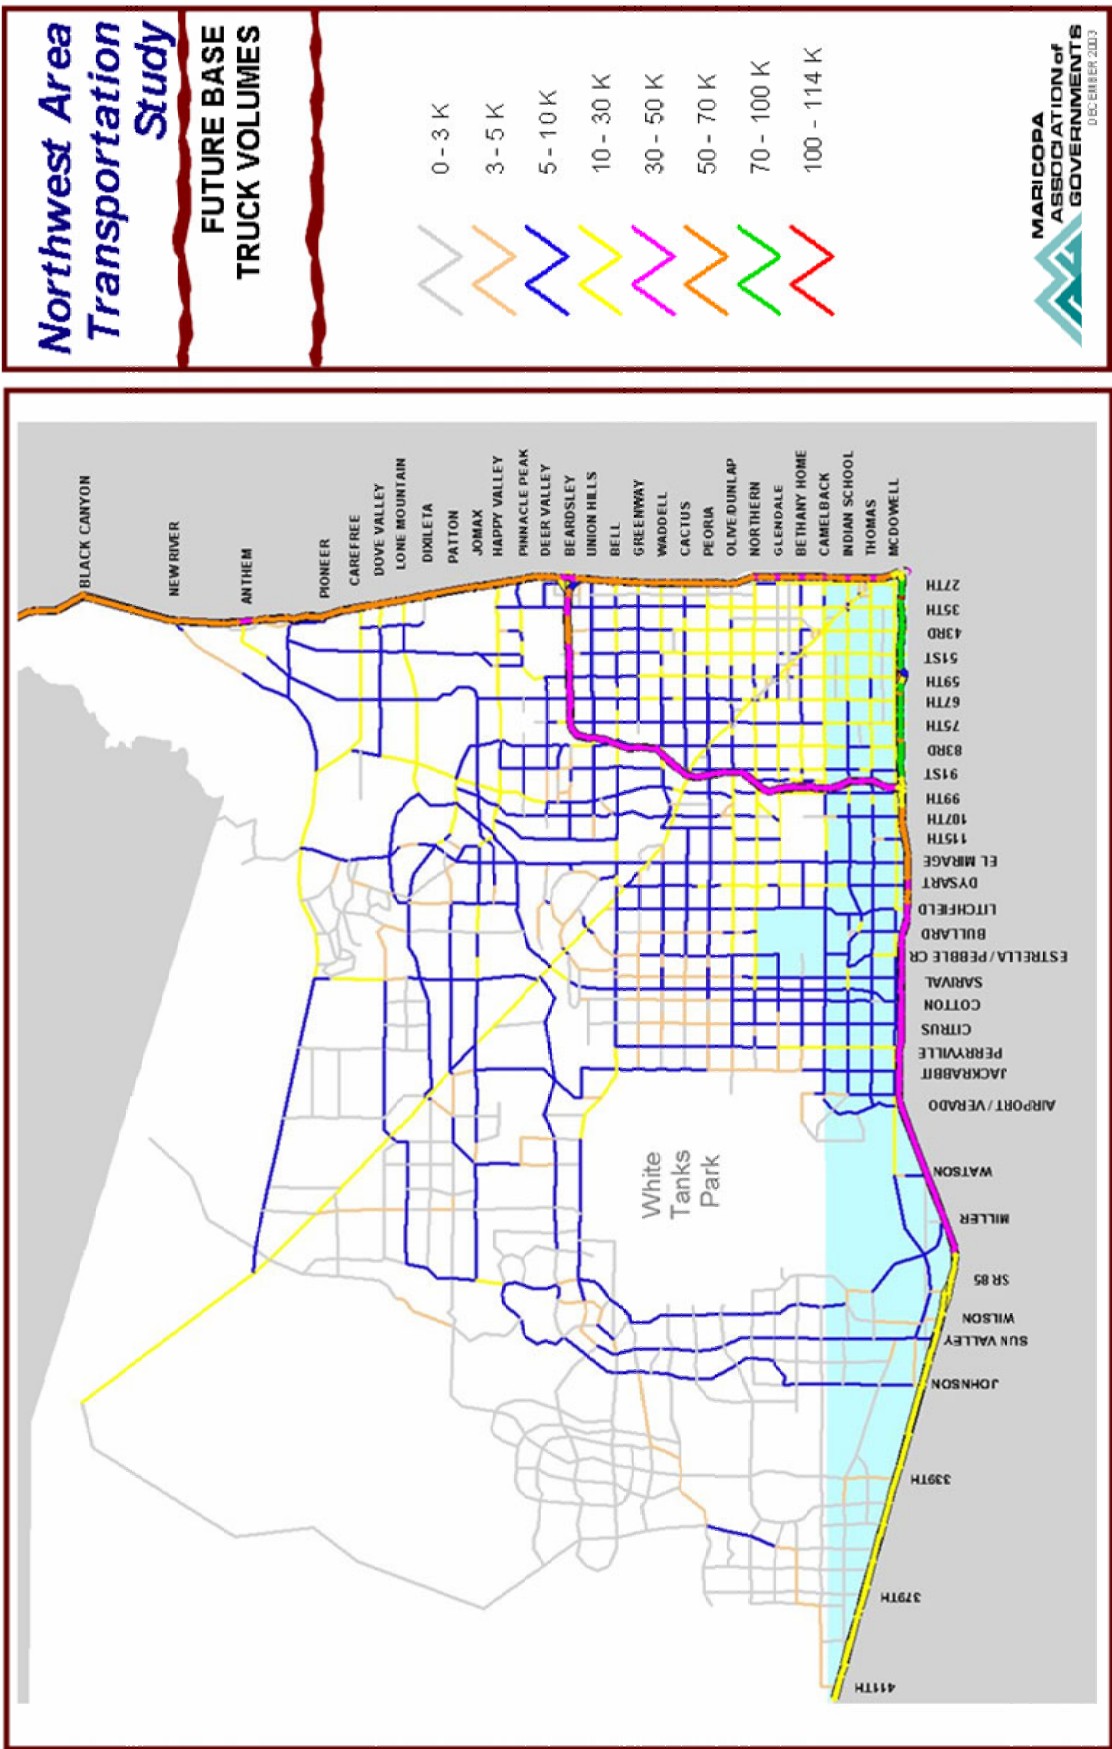 Northwest Area
Transportation
Study
FUTURE BASE
TRUCK VOLUMES
0 - 3 K
3 - 5 K
5 - 10 K
10 - 30 K
30 - 50 K
50 - 70 K
70 - 100 K
100 - 114 K
MARICOPA
ASSOCIATION of
GOVERNMENTS
DECEMBER 2003
BLACK CANYON
NEW RIVER
ANTHEM
PIONEER
CAREFREE
DOVE VALLEY
LONE MOUNTAIN
DIXILETA
PATTON
JOMAX
HAPPY VALLEY
PINNACLE PEAK
DEER VALLEY
BEARDSLEY
UNION HILLS
BELL
GREENWAY
WADDELL
CACTUS
PEORIA
OLIVE/DUNLAP
NORTHERN
GLENDALE
BETHANY HOME
CAMELBACK
INDIAN SCHOOL
THOMAS
MCDOWELL
27TH
35TH
43RD
51ST
59TH
67TH
75TH
83RD
91ST
99TH
107TH
115TH
EL MIRAGE
DYSART
LITCHFIELD
BULLARD
ESTRELLA / PEBBLE CR
SARIVAL
COTTON
CITRUS
PERRYVILLE
JACKRABBIT
AIRPORT / VERADO
WATSON
MILLER
SR 85
WILSON
SUN VALLEY
JOHNSON
339TH
379TH
411TH
White
Tanks
Park